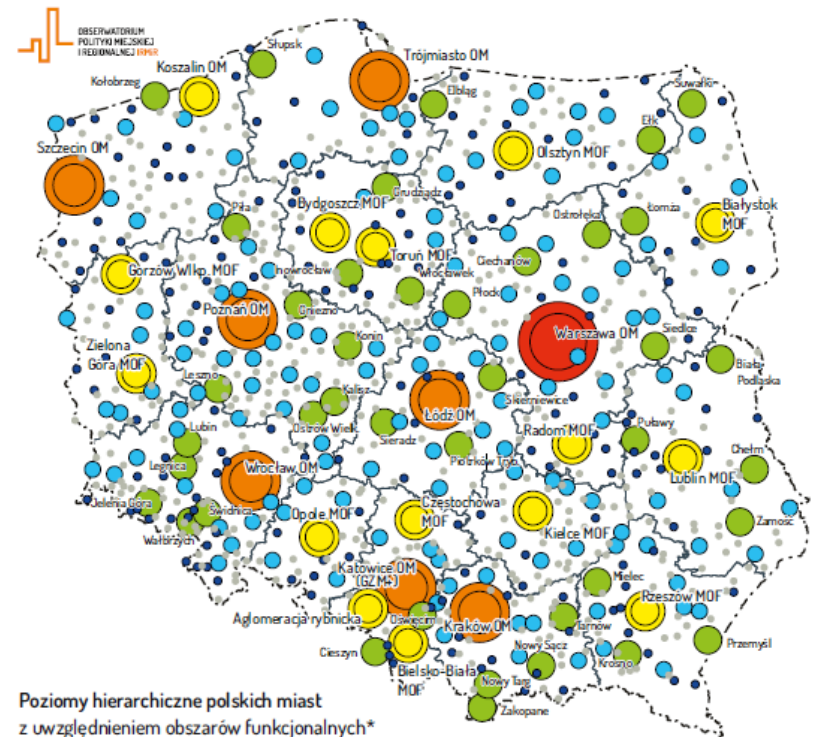 OBSERWATORIUM
POLITYKI MIEJSKIEJ
I REGIONALNEJ IRMiR
Słupsk
Koszalin OM
Trójmiasto OM
Kołobrzeg
Elbląg
Suwałki
Ełk
Szczecin OM
Olsztyn MOF
Grudziądz
Piła
Bydgoszcz MOF
Łomża
Ostrołęka
Białystok
MOF
Toruń MOF
Ciechanów
Gorzów Wlkp. MOF
Inowrocław
Włocławek
Płock
Poznań OM
Gniezno
Warszawa OM
Konin
Siedlce
Zielona
Góra MOF
Biała
Podlaska
Leszno
Kalisz
Skierniewice
Łódź OM
Ostrów Wielk.
Sieradz
Radom MOF
Puławy
Lubin
Piotrków Tryb.
Chełm
Legnica
Wrocław OM
Lublin MOF
Jelenia Góra
Świdnica
Opole MOF
Częstochowa
MOF
Zamość
Wałbrzych
Kielce MOF
Katowice OM
(GZM+)
Mielec
Rzeszów MOF
Aglomeracja rybnicka
Oświęcim
Kraków OM
Tarnów
Przemyśl
Cieszyn
Nowy Sącz
Krosno
Bielsko-Biała
MOF
Nowy Targ
Zakopane
Poziomy hierarchiczne polskich miast
z uwzględnieniem obszarów funkcjonalnych*